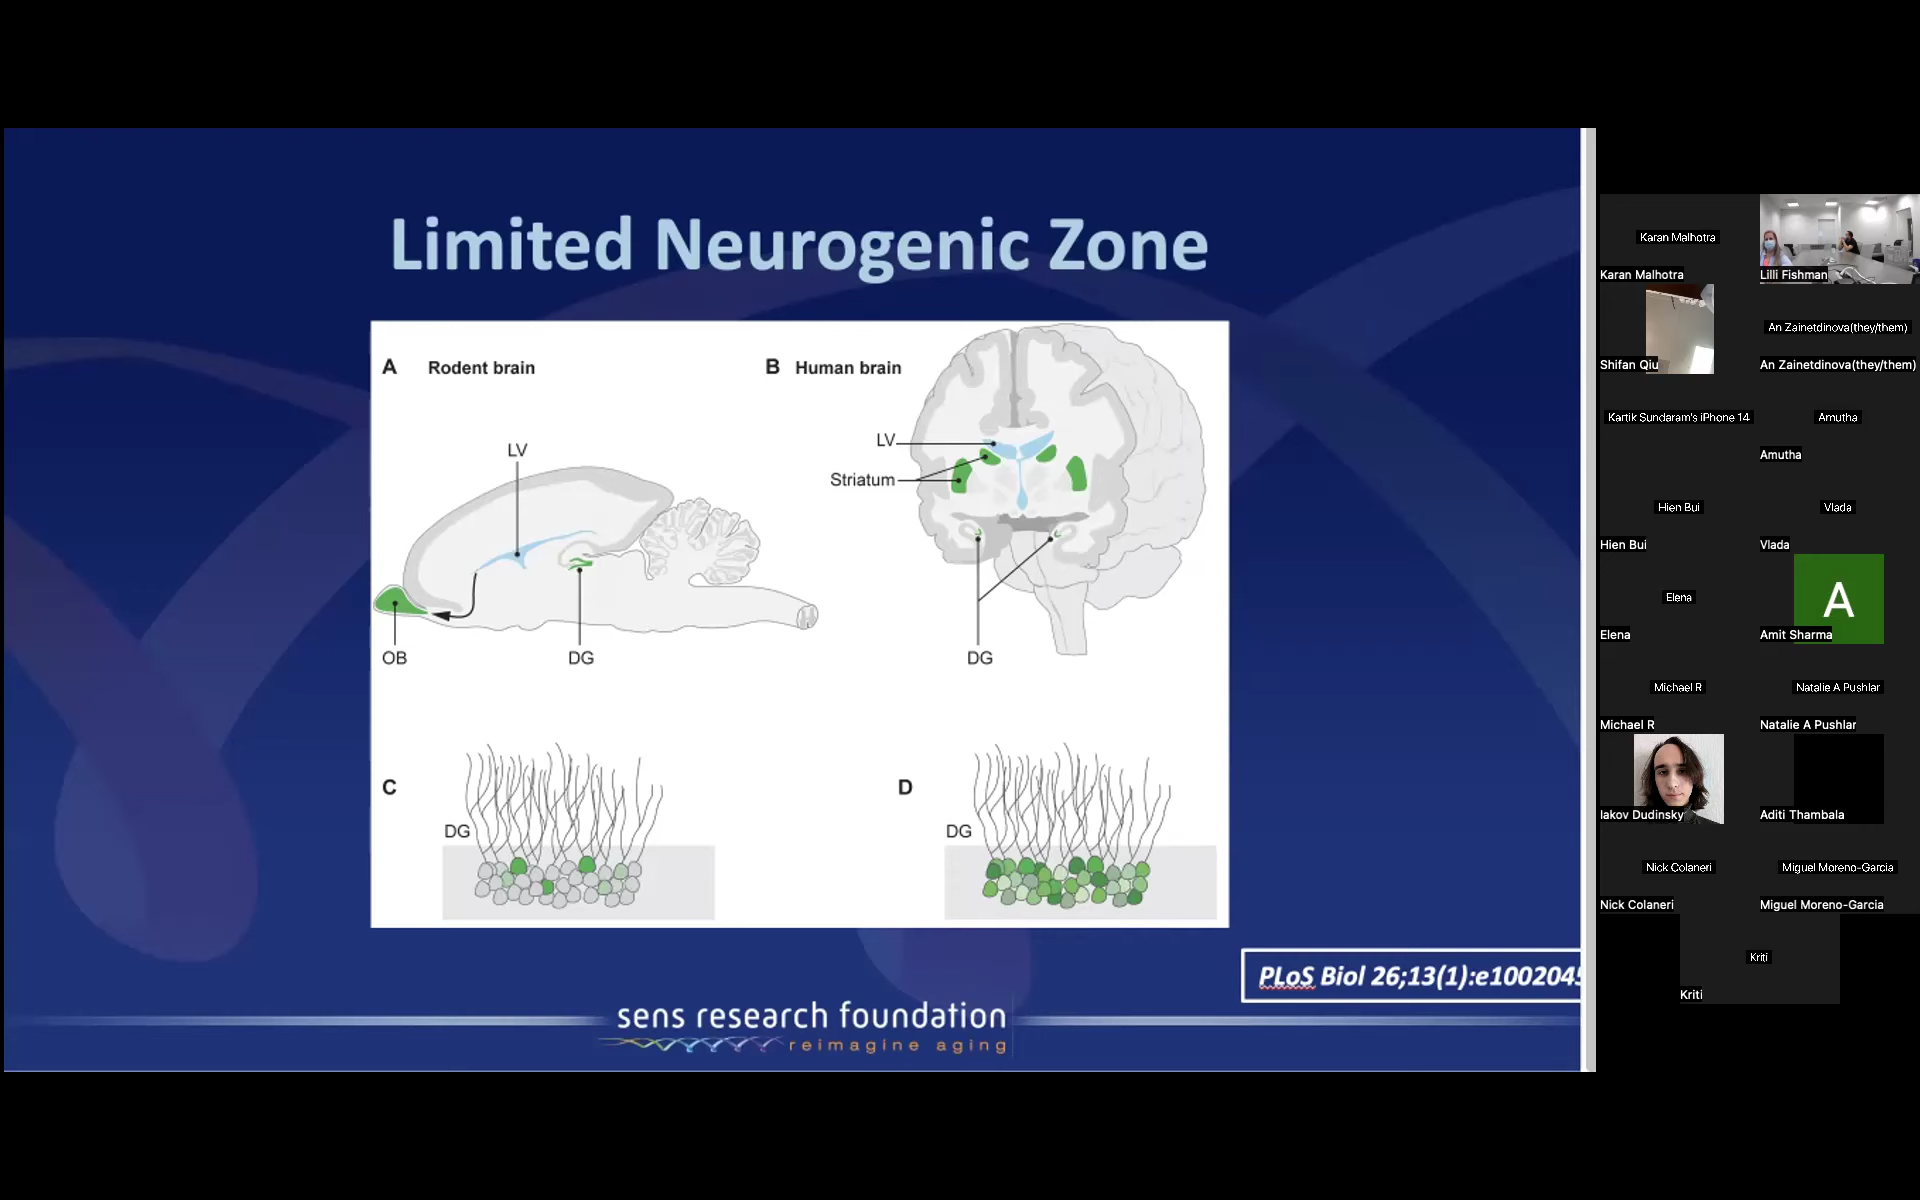 Limited Neurogenic Zone
A Rodent brain
B Human brain
LV
LV
Striatum
OB
DG
DG
C
D
DG
DG
PLoS Biol 26;13(1):e1002045
sens research foundation
reimagine aging
Karan Malhotra
Karan Malhotra
Lilli Fishman
Shifan Qiu
An Zainetdinova(they/them)
An Zainetdinova(they/them)
Kartik Sundaram's iPhone 14
Amutha
Amutha
Hien Bui
Hien Bui
Vlada
Vlada
Elena
Elena
A
Amit Sharma
Michael R
Michael R
Natalie A Pushlar
Natalie A Pushlar
Iakov Dudinsky
Aditi Thambala
Nick Colaneri
Nick Colaneri
Miguel Moreno-Garcia
Miguel Moreno-Garcia
Kriti
Kriti